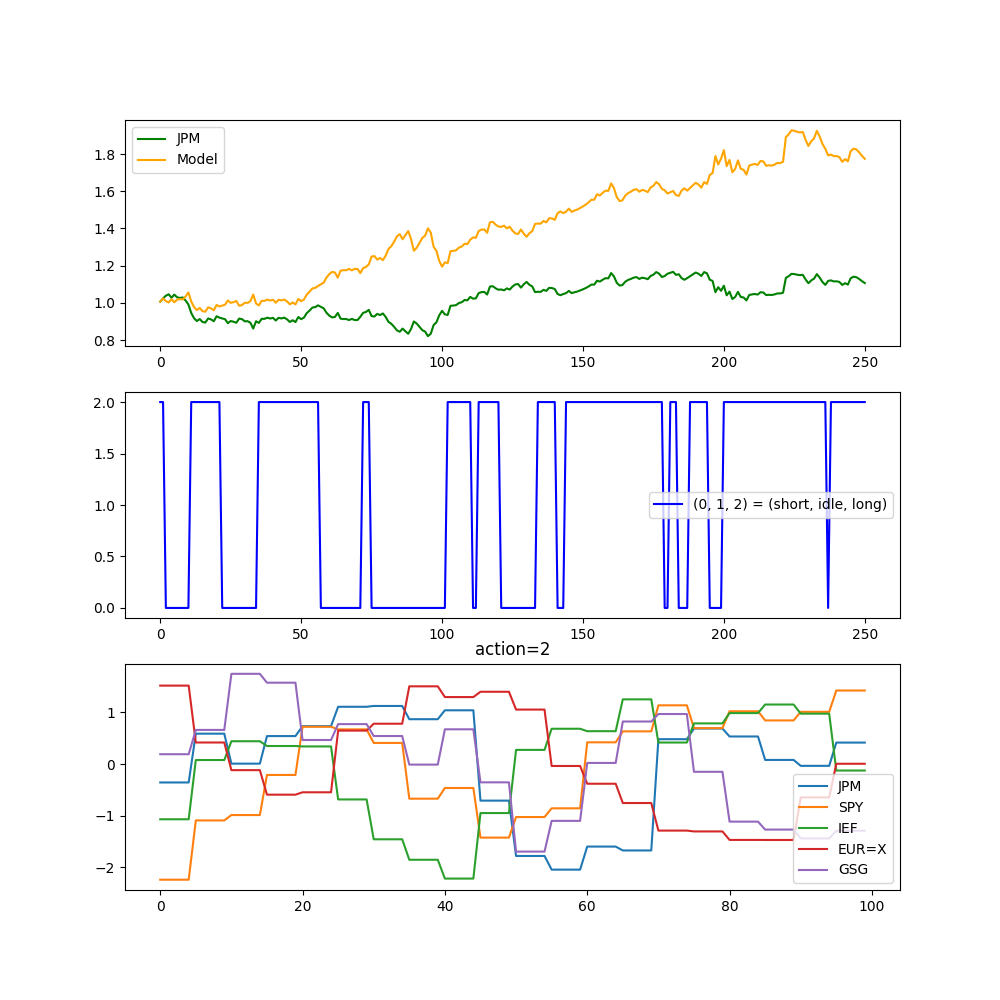 JPM
Model
1.8
1.6
1.4
1.2
1.0
0.8
0 50 100 150 200 250
2.0
1.5
1.0
0.5
0.0
(0, 1, 2) = (short, idle, long)
0 50 100 150 200 250
action=2
1
0
−1
−2
JPM
SPY
IEF
EUR=X
GSG
0 20 40 60 80 100